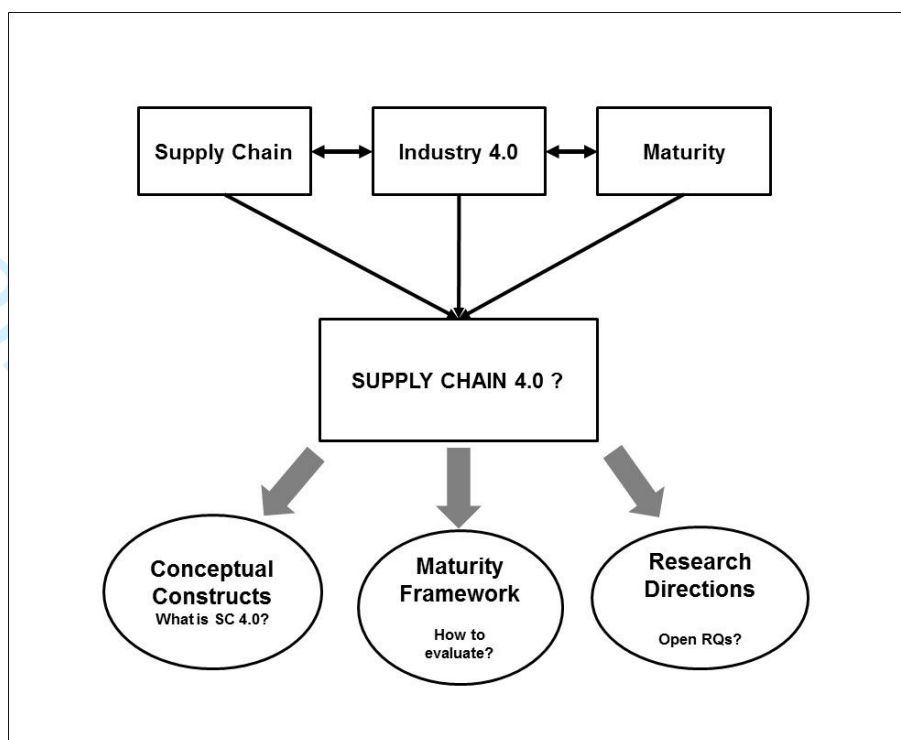 Supply Chain
Industry 4.0
Maturity
SUPPLY CHAIN 4.0 ?
Conceptual
Constructs
What is SC 4.0?
Maturity
Framework
How to
evaluate?
Research
Directions
Open RQs?